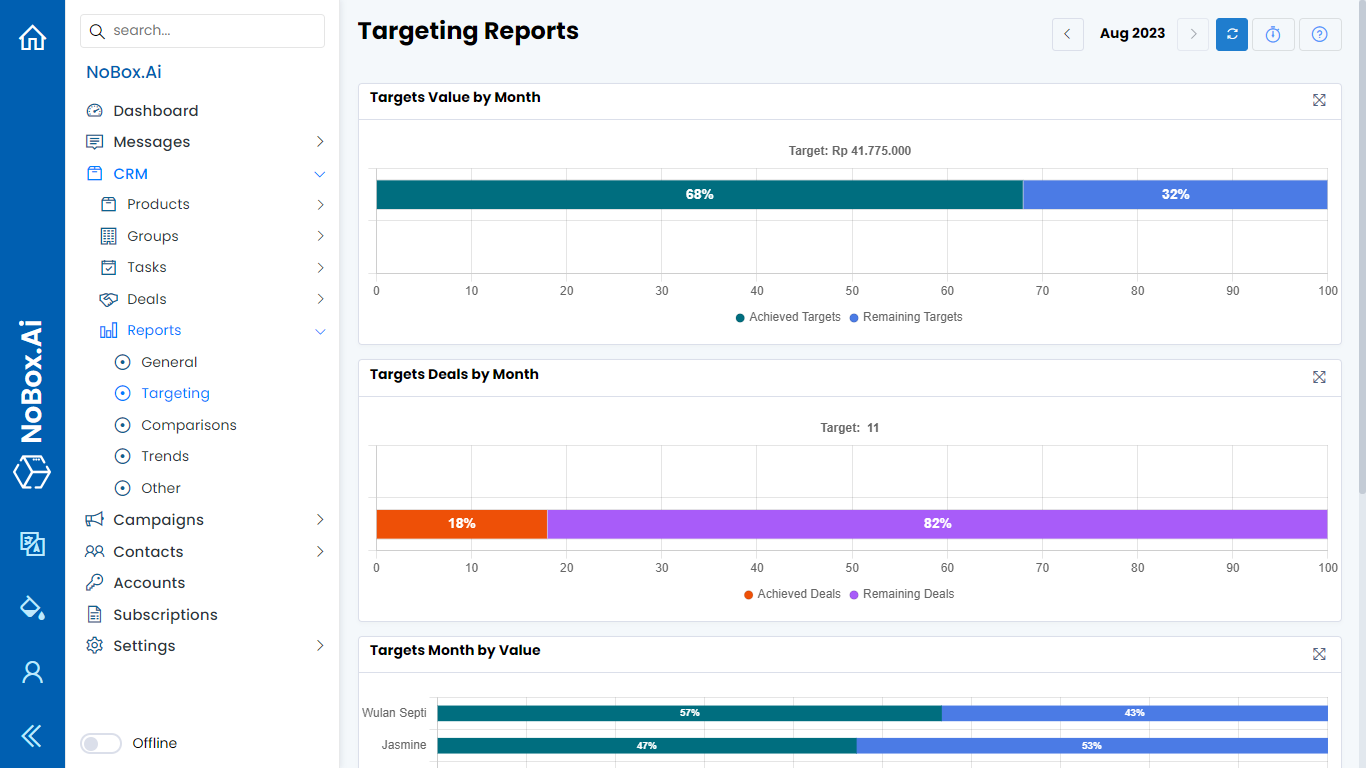 search...
NoBox.Ai
Dashboard
Messages
CRM
Products
Groups
Tasks
Deals
Reports
General
Targeting
Comparisons
Trends
Other
Campaigns
Contacts
Accounts
Subscriptions
Settings
Offline
NoBox.Ai
Targeting Reports
Aug 2023
Targets Value by Month
Target: Rp 41.775.000
68% 32%
0 10 20 30 40 50 60 70 80 90 100
Achieved Targets Remaining Targets
Targets Deals by Month
Target: 11
18% 82%
0 10 20 30 40 50 60 70 80 90 100
Achieved Deals Remaining Deals
Targets Month by Value
Wulan Septi 57% 43%
Jasmine 47% 53%